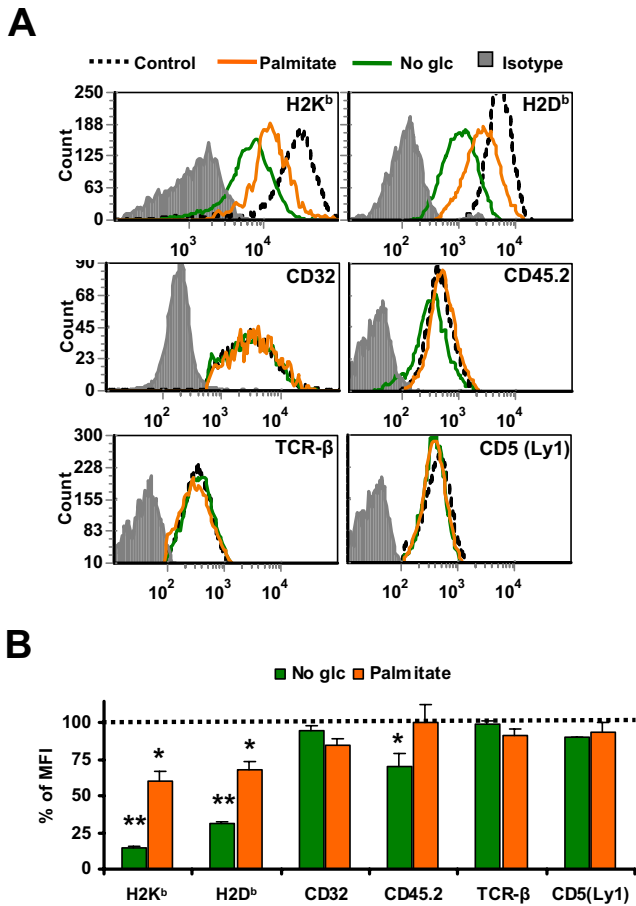 A
Control Palmitate No glc Isotype
H2Kᵇ
250
188
125
63
0
Count
10³ 10⁴
H2Dᵇ
10² 10³ 10⁴
CD32
90
68
45
23
0
Count
10² 10³ 10⁴
CD45.2
10² 10³ 10⁴
TCR-β
300
228
155
83
10
Count
10² 10³ 10⁴
CD5 (Ly1)
10² 10³ 10⁴
B
No glc Palmitate
% of MFI
100
75
50
25
0
** * ** * *
H2Kᵇ H2Dᵇ CD32 CD45.2 TCR-β CD5(Ly1)